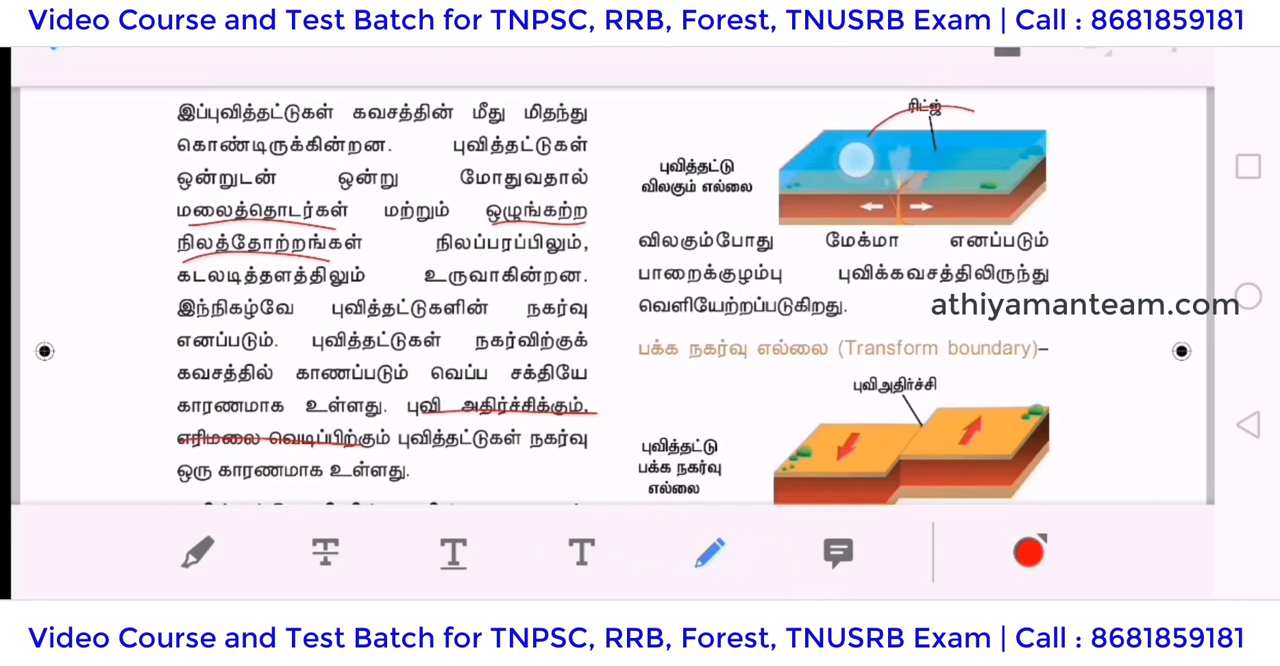 Video Course and Test Batch for TNPSC, RRB, Forest, TNUSRB Exam | Call : 8681859181
இப்புவித்தட்டுகள் கவசத்தின் மீது மிதந்து
கொண்டிருக்கின்றன. புவித்தட்டுகள்
ஒன்றுடன் ஒன்று மோதுவதால்
மலைத்தொடர்கள் மற்றும் ஒழுங்கற்ற
நிலத்தோற்றங்கள் நிலப்பரப்பிலும்,
கடலடித்தளத்திலும் உருவாகின்றன.
இந்நிகழ்வே புவித்தட்டுகளின் நகர்வு
எனப்படும். புவித்தட்டுகள் நகர்விற்குக்
கவசத்தில் காணப்படும் வெப்ப சக்தியே
காரணமாக உள்ளது. புவி அதிர்ச்சிக்கும்,
எரிமலை வெடிப்பிற்கும் புவித்தட்டுகள் நகர்வு
ஒரு காரணமாக உள்ளது.
ரிட்ஜ்
புவித்தட்டு
விலகும் எல்லை
விலகும்போது மேக்மா எனப்படும்
பாறைக்குழம்பு புவிக்கவசத்திலிருந்து
வெளியேற்றப்படுகிறது.
athiyamanteam.com
பக்க நகர்வு எல்லை (Transform boundary)–
புவிஅதிர்ச்சி
புவித்தட்டு
பக்க நகர்வு
எல்லை
T
T
T
Video Course and Test Batch for TNPSC, RRB, Forest, TNUSRB Exam | Call : 8681859181